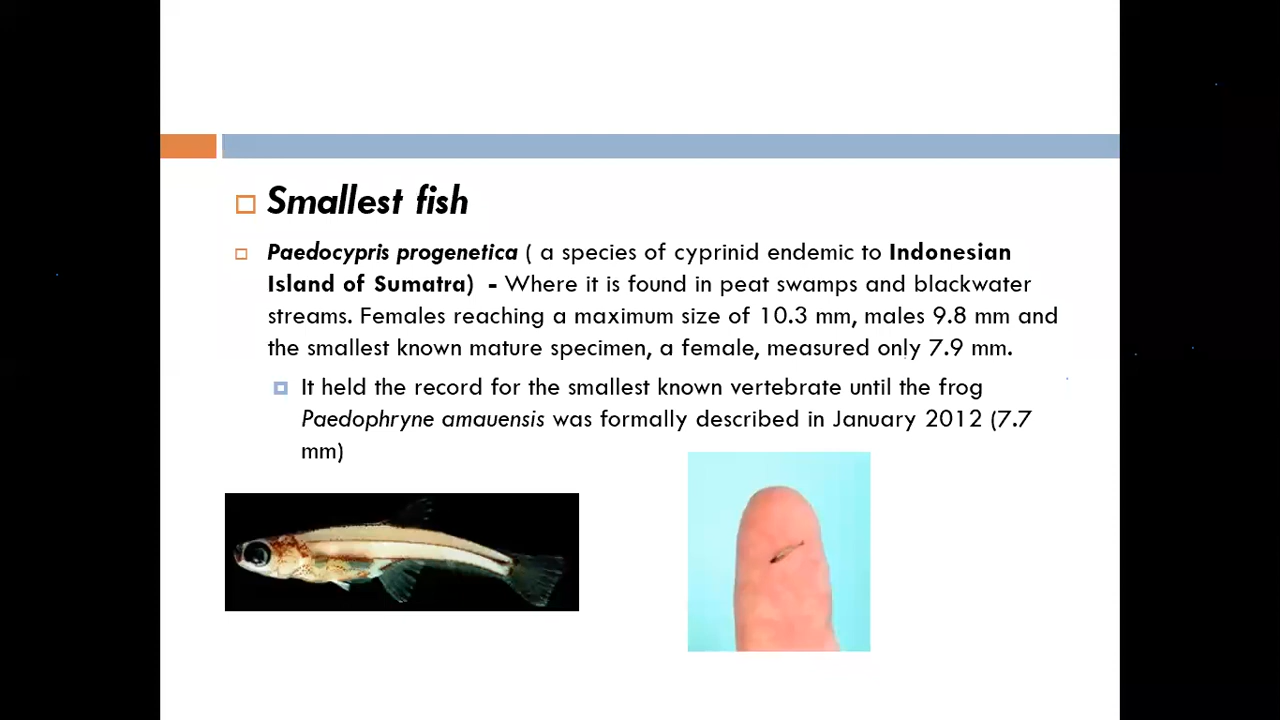 Smallest fish
Paedocypris progenetica ( a species of cyprinid endemic to Indonesian
Island of Sumatra) - Where it is found in peat swamps and blackwater
streams. Females reaching a maximum size of 10.3 mm, males 9.8 mm and
the smallest known mature specimen, a female, measured only 7.9 mm.
It held the record for the smallest known vertebrate until the frog
Paedophryne amauensis was formally described in January 2012 (7.7
mm)